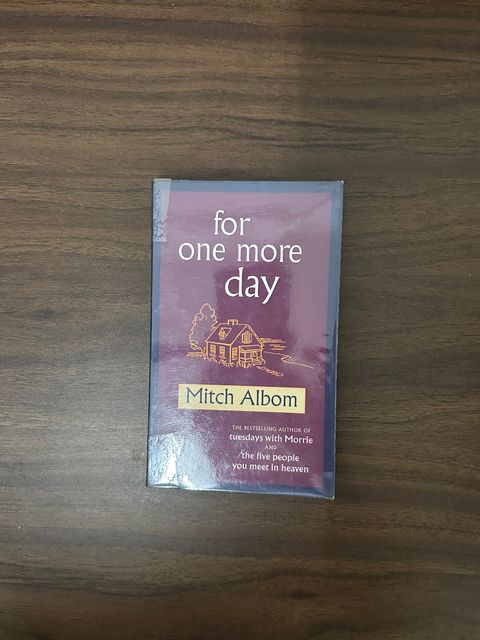 for
one more
day
Mitch Albom
THE BESTSELLING AUTHOR OF
tuesdays with Morrie
AND
the five people
you meet in heaven